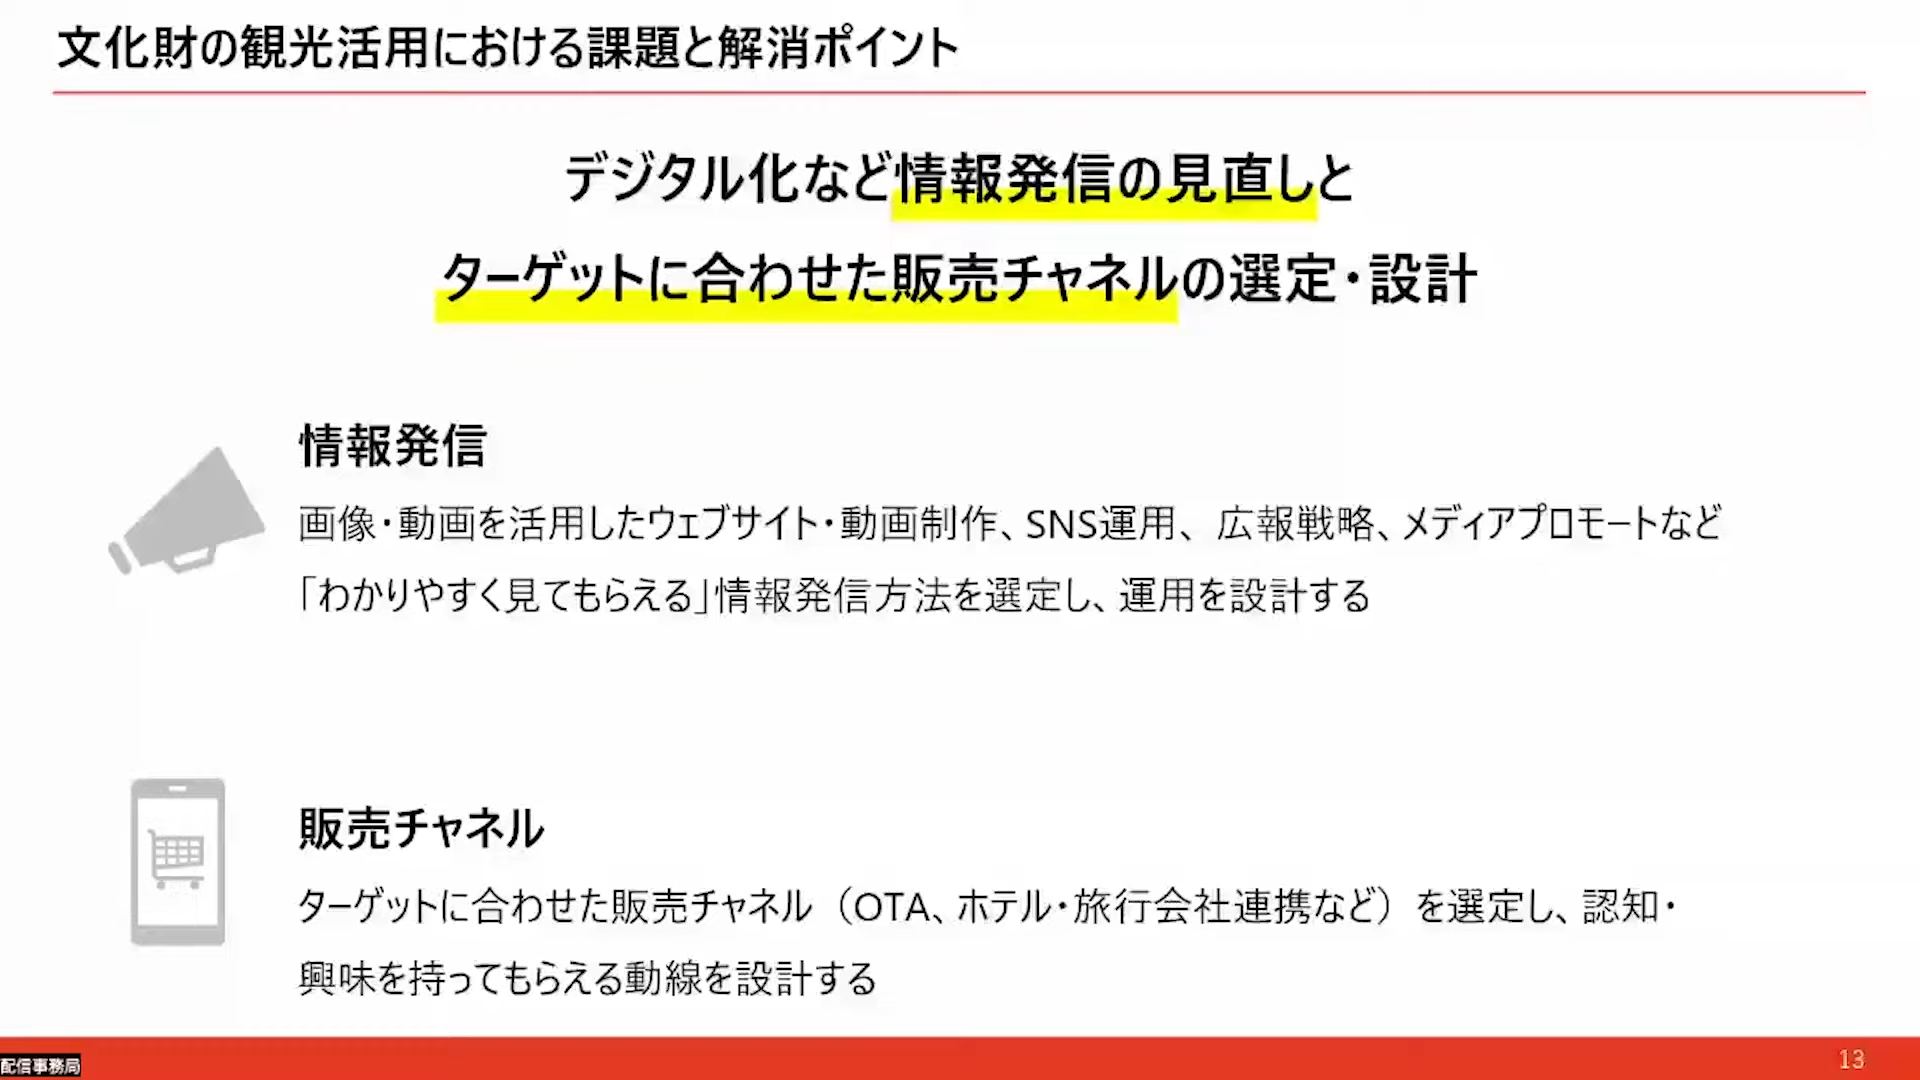 文化財の観光活用における課題と解消ポイント
デジタル化など情報発信の見直しと
ターゲットに合わせた販売チャネルの選定・設計
情報発信
画像・動画を活用したウェブサイト・動画制作、SNS運用、広報戦略、メディアプロモートなど
「わかりやすく見てもらえる」情報発信方法を選定し、運用を設計する
販売チャネル
ターゲットに合わせた販売チャネル（OTA、ホテル・旅行会社連携など）を選定し、認知・
興味を持ってもらえる動線を設計する
配信事務局
13